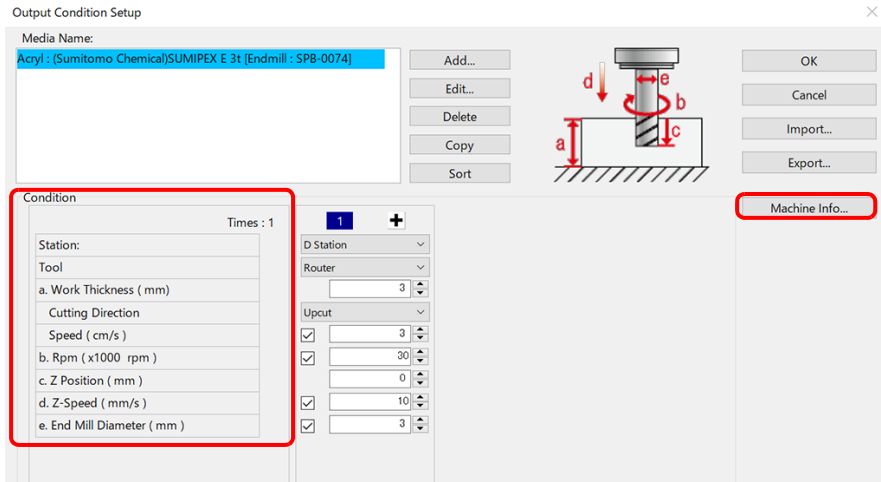 Output Condition Setup
Media Name:
Acryl : (Sumitomo Chemical)SUMIPEX E 3t [Endmill : SPB-0074]
Add...
Edit...
Delete
Copy
Sort
d
e
b
c
a
OK
Cancel
Import...
Export...
Machine Info...
Condition
Times : 1
1
Station:
D Station
Tool
Router
a. Work Thickness ( mm)
3
Cutting Direction
Upcut
Speed ( cm/s )
3
b. Rpm ( x1000 rpm )
30
c. Z Position ( mm )
0
d. Z-Speed ( mm/s )
10
e. End Mill Diameter ( mm )
3